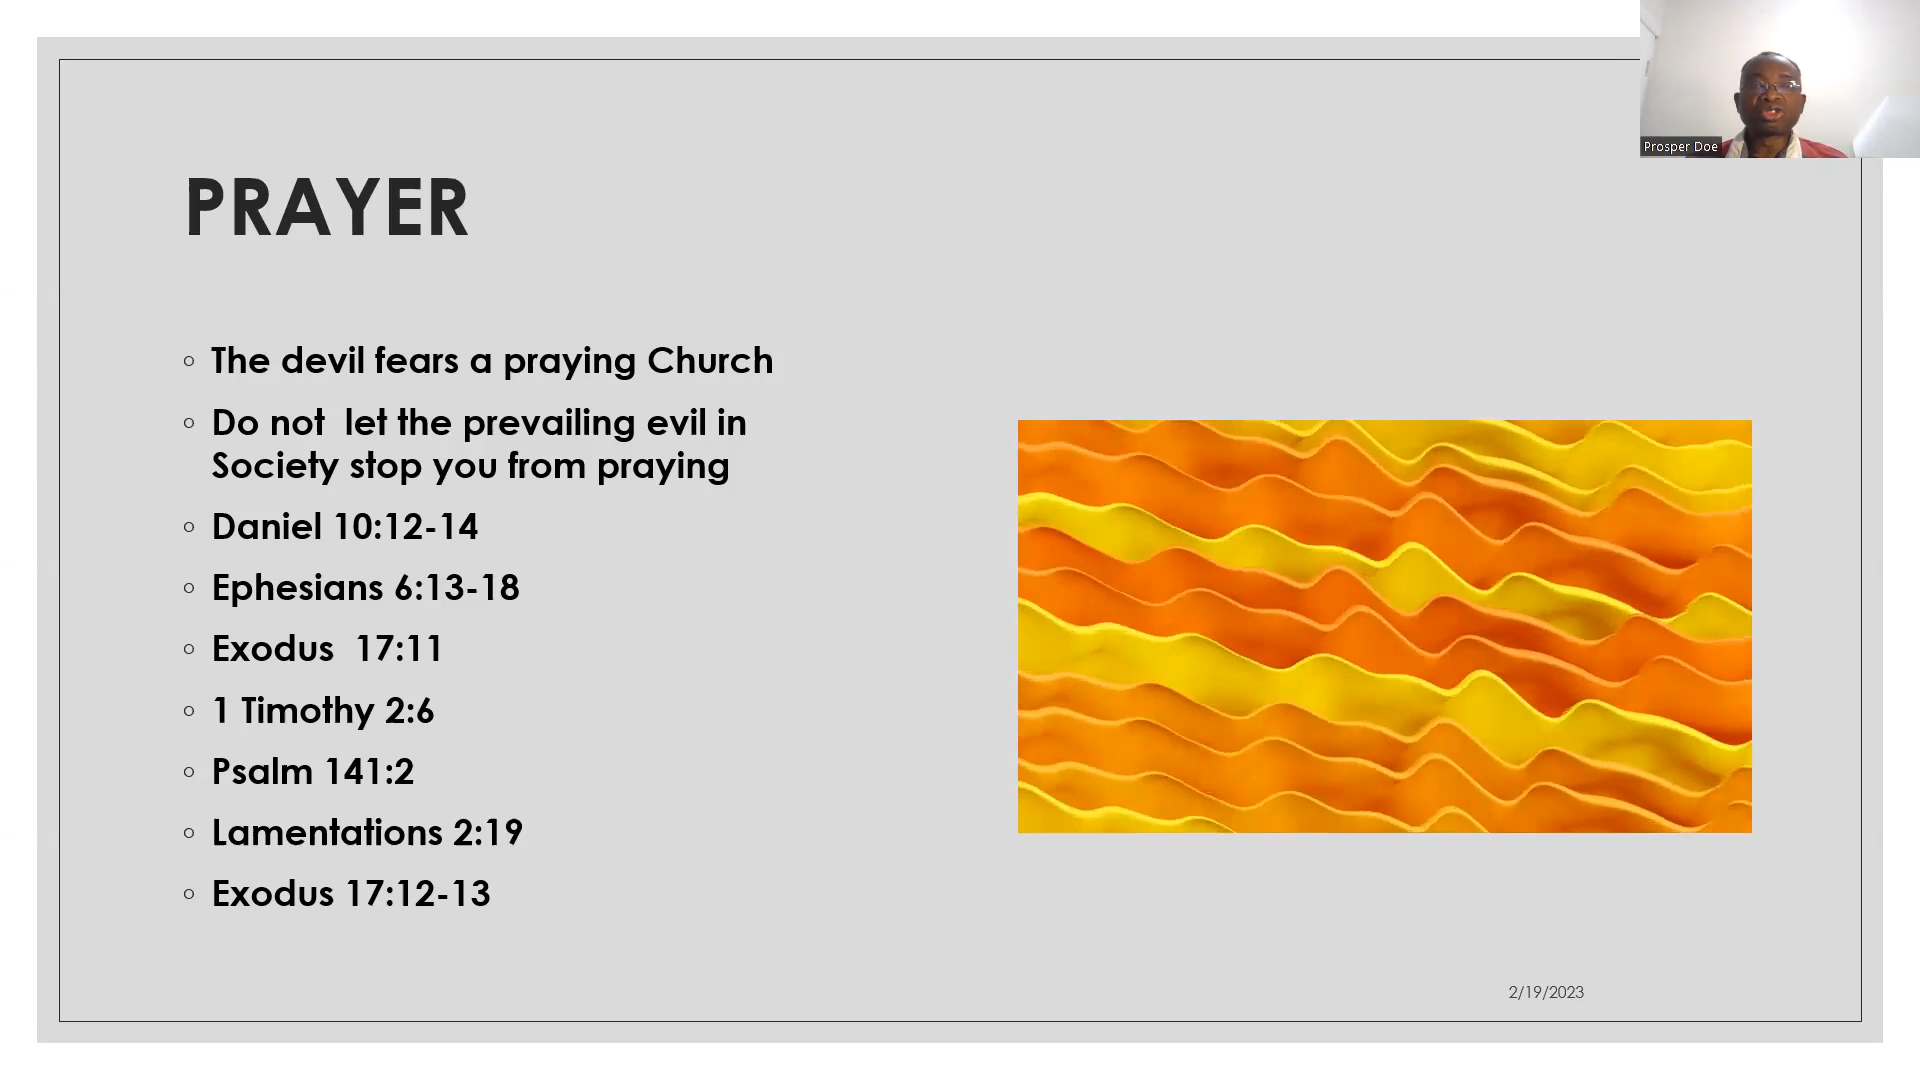 Prosper Doe
PRAYER
The devil fears a praying Church
Do not  let the prevailing evil in
Society stop you from praying
Daniel 10:12-14
Ephesians 6:13-18
Exodus  17:11
1 Timothy 2:6
Psalm 141:2
Lamentations 2:19
Exodus 17:12-13
2/19/2023